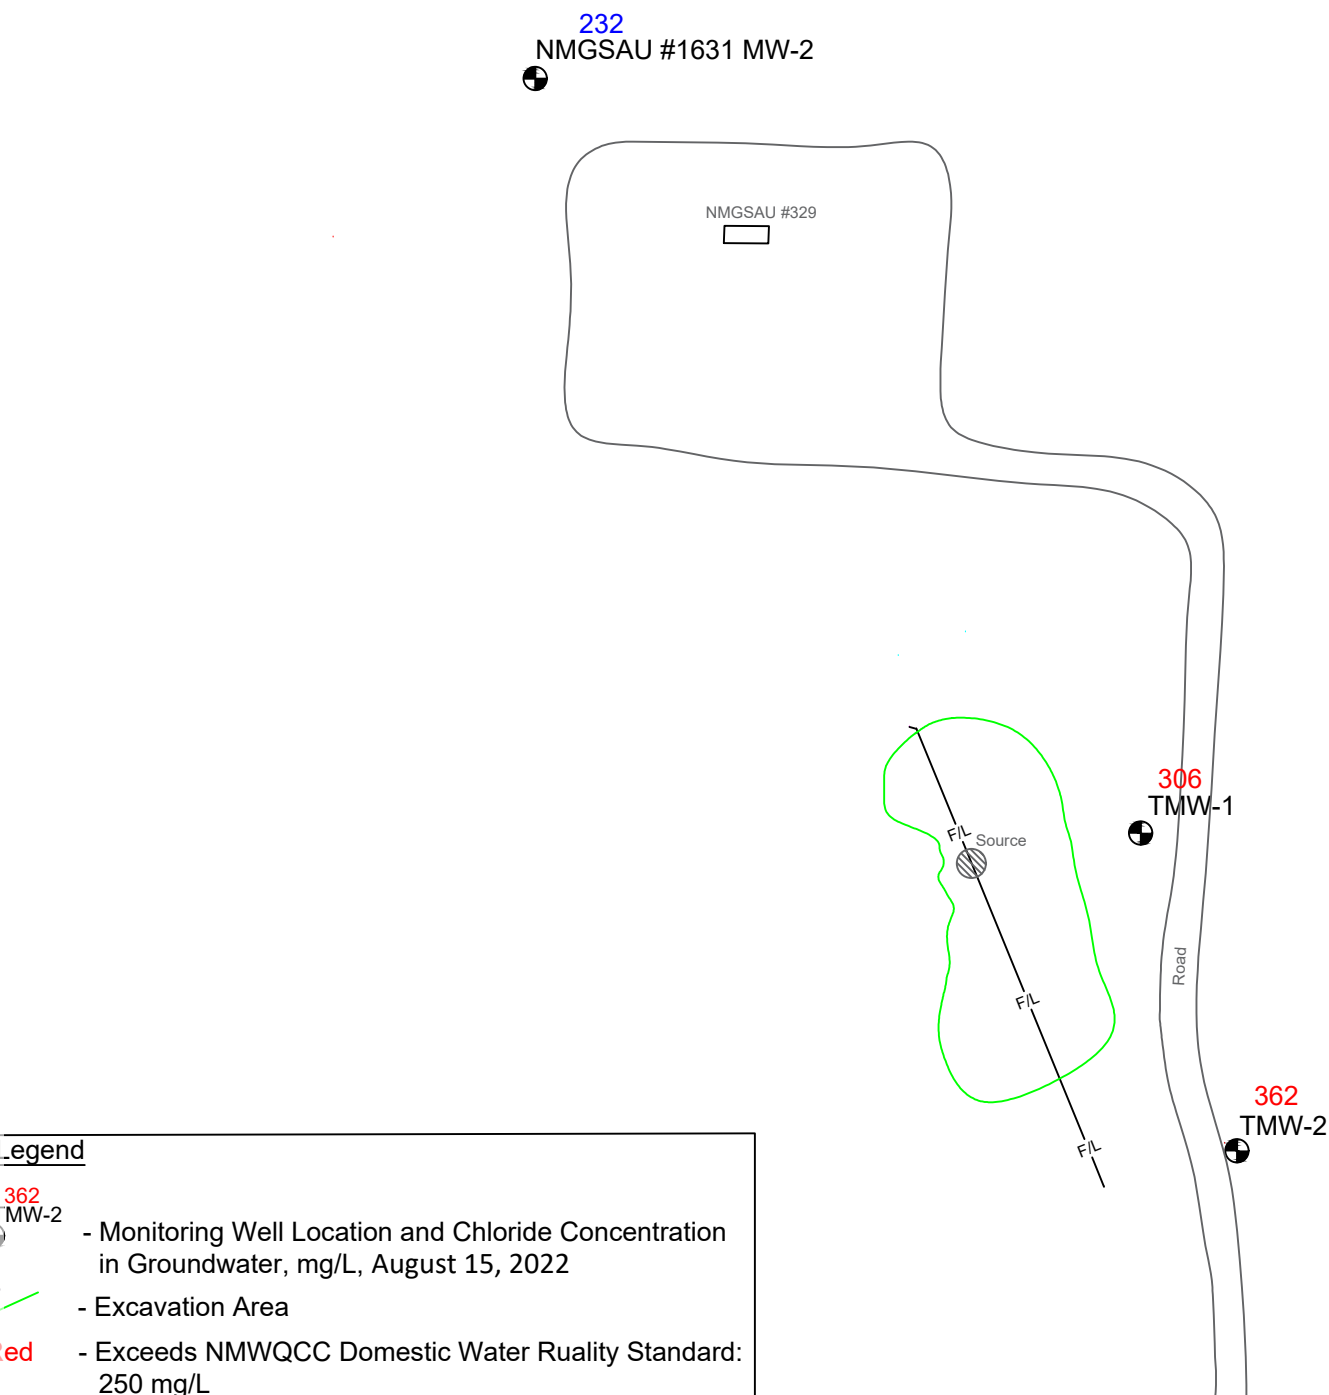 232
NMGSAU #1631 MW-2
NMGSAU #329
306
TMW-1
F/L
Source
Road
F/L
362
TMW-2
F/L
Legend
362
MW-2
- Monitoring Well Location and Chloride Concentration
in Groundwater, mg/L, August 15, 2022
- Excavation Area
Red
- Exceeds NMWQCC Domestic Water Ruality Standard:
250 mg/L